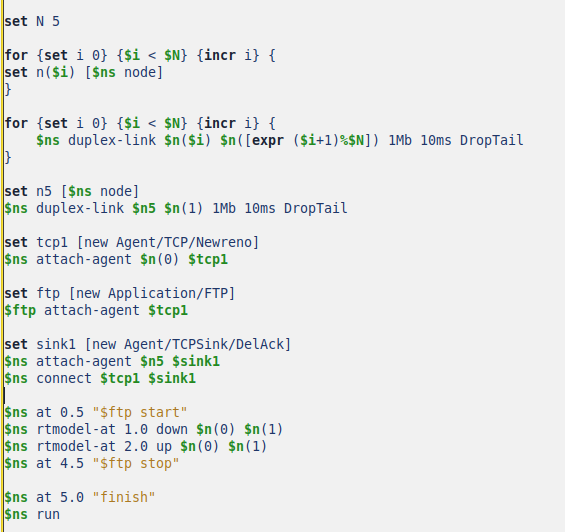 set N 5
for {set i 0} {$i < $N} {incr i} {
set n($i) [$ns node]
}
for {set i 0} {$i < $N} {incr i} {
$ns duplex-link $n($i) $n([expr ($i+1)%$N]) 1Mb 10ms DropTail
}
set n5 [$ns node]
$ns duplex-link $n5 $n(1) 1Mb 10ms DropTail
set tcp1 [new Agent/TCP/Newreno]
$ns attach-agent $n(0) $tcp1
set ftp [new Application/FTP]
$ftp attach-agent $tcp1
set sink1 [new Agent/TCPSink/DelAck]
$ns attach-agent $n5 $sink1
$ns connect $tcp1 $sink1
$ns at 0.5 "$ftp start"
$ns rtmodel-at 1.0 down $n(0) $n(1)
$ns rtmodel-at 2.0 up $n(0) $n(1)
$ns at 4.5 "$ftp stop"
$ns at 5.0 "finish"
$ns run